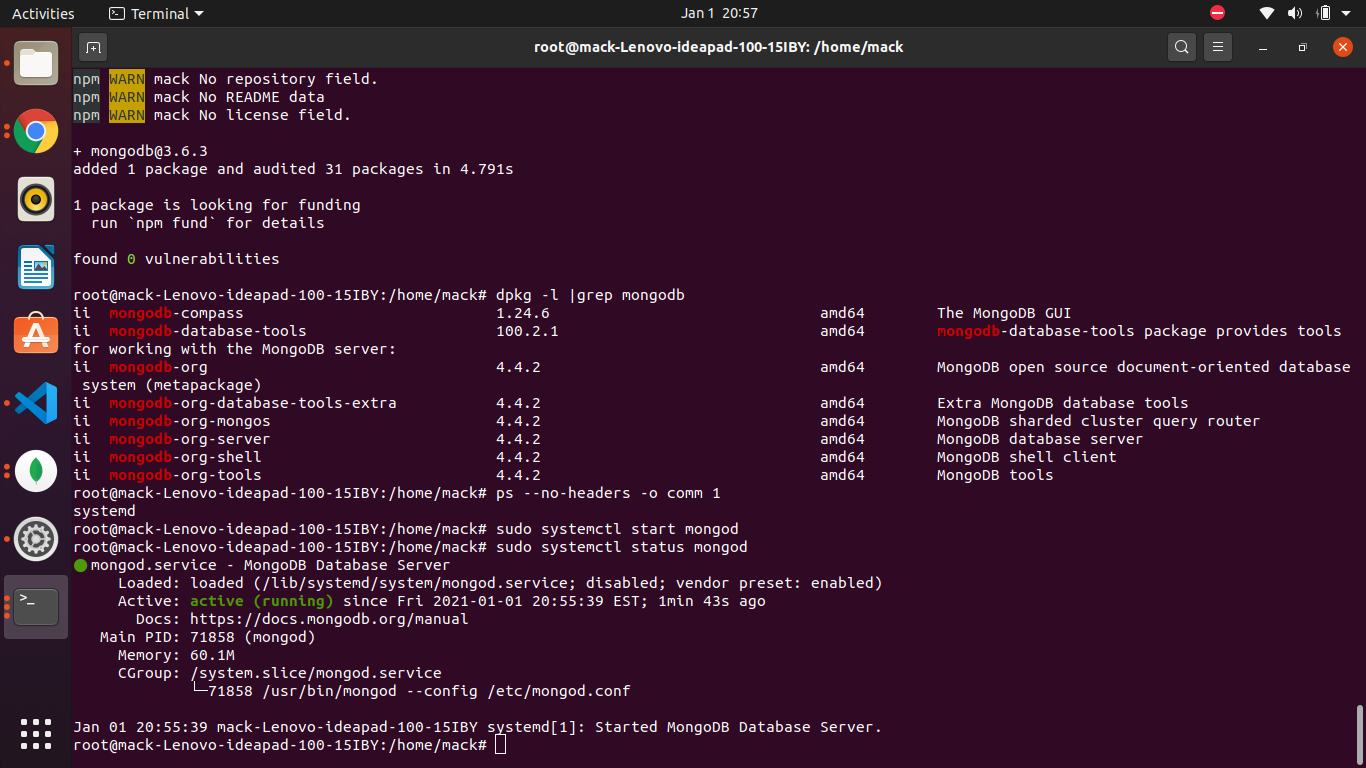 Activities
Terminal
Jan 1 20:57
root@mack-Lenovo-ideapad-100-15IBY: /home/mack
npm WARN mack No repository field.
npm WARN mack No README data
npm WARN mack No license field.
+ mongodb@3.6.3
added 1 package and audited 31 packages in 4.791s
1 package is looking for funding
  run `npm fund` for details
found 0 vulnerabilities
root@mack-Lenovo-ideapad-100-15IBY:/home/mack# dpkg -l |grep mongodb
ii  mongodb-compass                            1.24.6                              amd64        The MongoDB GUI
ii  mongodb-database-tools                     100.2.1                             amd64        mongodb-database-tools package provides tools
for working with the MongoDB server:
ii  mongodb-org                                4.4.2                               amd64        MongoDB open source document-oriented database
 system (metapackage)
ii  mongodb-org-database-tools-extra           4.4.2                               amd64        Extra MongoDB database tools
ii  mongodb-org-mongos                         4.4.2                               amd64        MongoDB sharded cluster query router
ii  mongodb-org-server                         4.4.2                               amd64        MongoDB database server
ii  mongodb-org-shell                          4.4.2                               amd64        MongoDB shell client
ii  mongodb-org-tools                          4.4.2                               amd64        MongoDB tools
root@mack-Lenovo-ideapad-100-15IBY:/home/mack# ps --no-headers -o comm 1
systemd
root@mack-Lenovo-ideapad-100-15IBY:/home/mack# sudo systemctl start mongod
root@mack-Lenovo-ideapad-100-15IBY:/home/mack# sudo systemctl status mongod
● mongod.service - MongoDB Database Server
     Loaded: loaded (/lib/systemd/system/mongod.service; disabled; vendor preset: enabled)
     Active: active (running) since Fri 2021-01-01 20:55:39 EST; 1min 43s ago
       Docs: https://docs.mongodb.org/manual
   Main PID: 71858 (mongod)
     Memory: 60.1M
     CGroup: /system.slice/mongod.service
             └─71858 /usr/bin/mongod --config /etc/mongod.conf
Jan 01 20:55:39 mack-Lenovo-ideapad-100-15IBY systemd[1]: Started MongoDB Database Server.
root@mack-Lenovo-ideapad-100-15IBY:/home/mack#